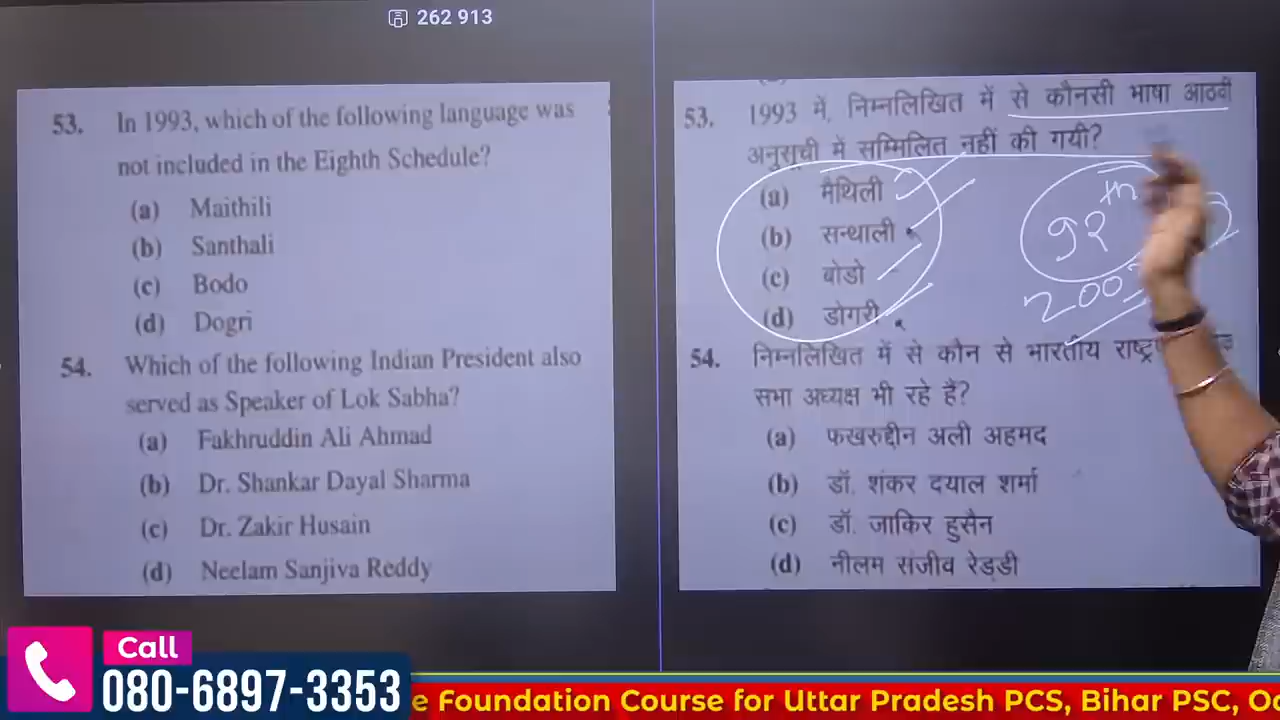 262 913
53. In 1993, which of the following language was
not included in the Eighth Schedule?
(a) Maithili
(b) Santhali
(c) Bodo
(d) Dogri
54. Which of the following Indian President also
served as Speaker of Lok Sabha?
(a) Fakhruddin Ali Ahmad
(b) Dr. Shankar Dayal Sharma
(c) Dr. Zakir Husain
(d) Neelam Sanjiva Reddy
53. 1993 में, निम्नलिखित में से कौनसी भाषा आठवीं
अनुसूची में सम्मिलित नहीं की गयी?
(a) मैथिली
(b) सन्थाली
(c) बोडो
(d) डोगरी
92th
200
54. निम्नलिखित में से कौन से भारतीय
सभा अध्यक्ष भी रहे हैं?
(a) फखरुद्दीन अली अहमद
(b) डॉ. शंकर दयाल शर्मा
(c) डॉ. जाकिर हुसैन
(d) नीलम संजीव रेड्डी
Call
080-6897-3353
e Foundation Course for Uttar Pradesh PCS, Bihar PSC,